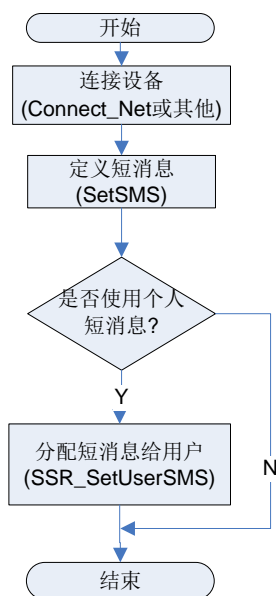 开始
连接设备
(Connect_Net或其他)
定义短消息
(SetSMS)
是否使用个人
短消息?
Y
分配短消息给用户
(SSR_SetUserSMS)
N
结束